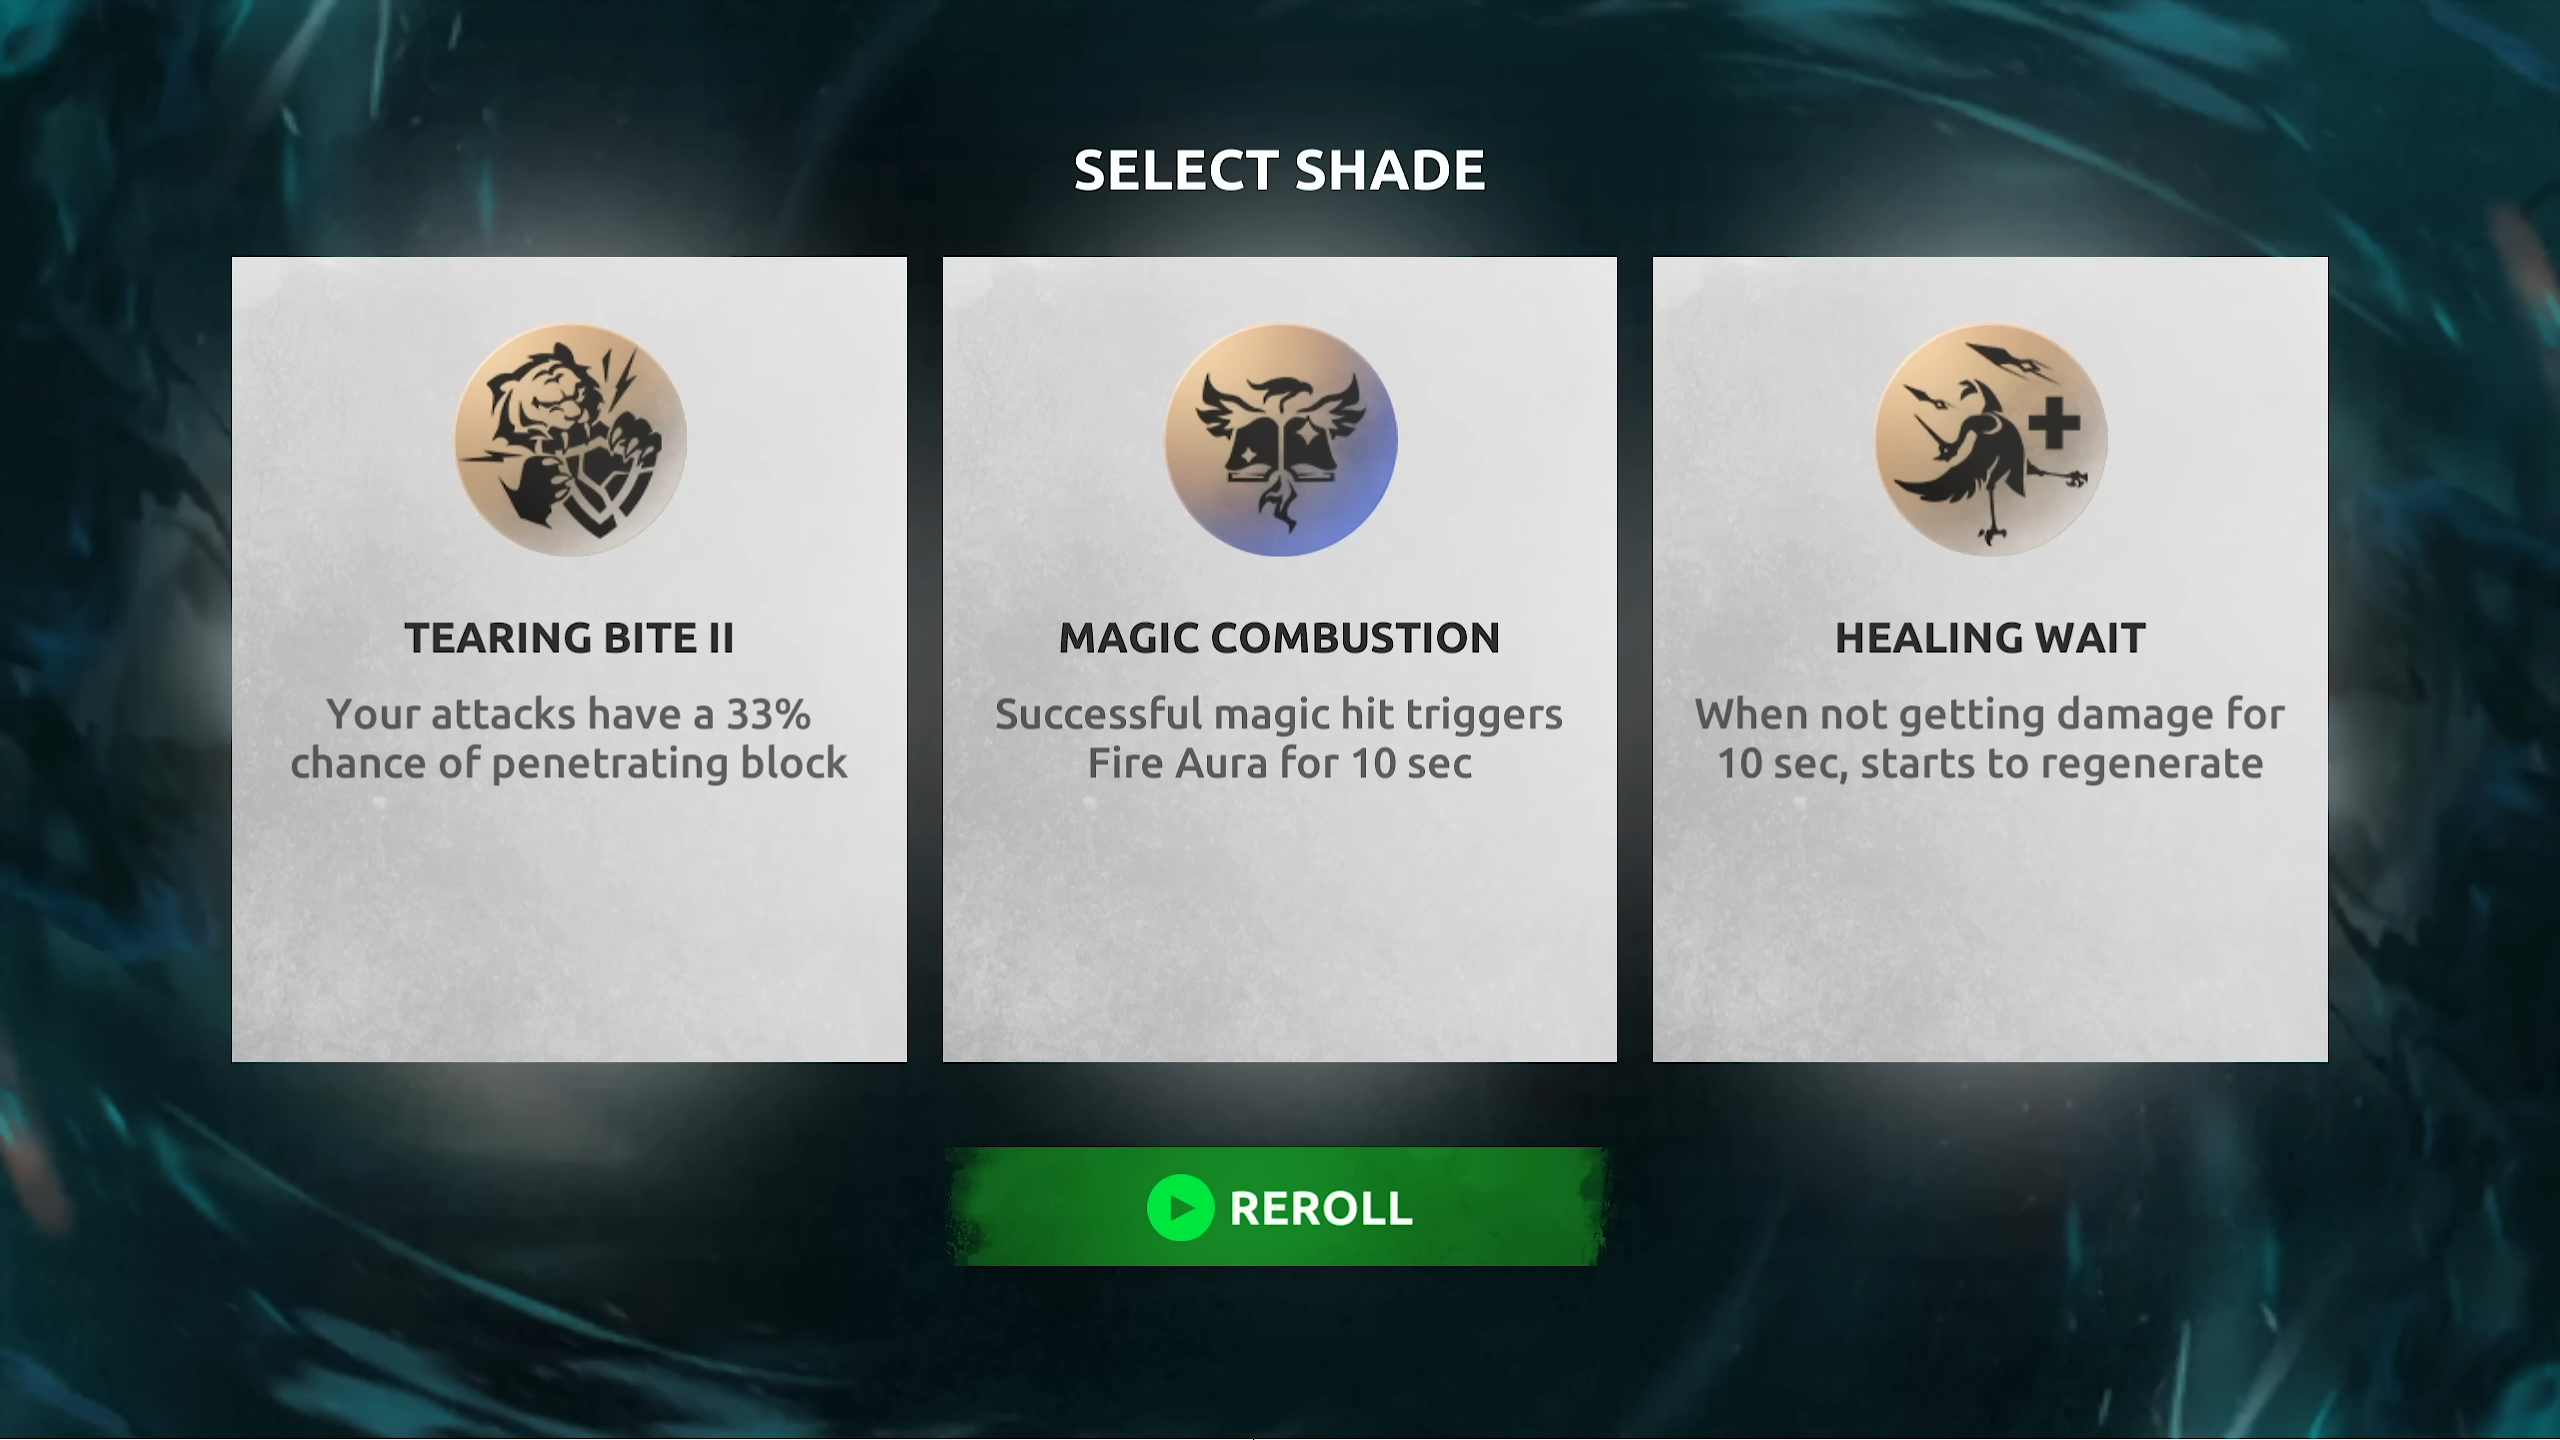 SELECT SHADE
TEARING BITE II
Your attacks have a 33%
chance of penetrating block
MAGIC COMBUSTION
Successful magic hit triggers
Fire Aura for 10 sec
HEALING WAIT
When not getting damage for
10 sec, starts to regenerate
REROLL